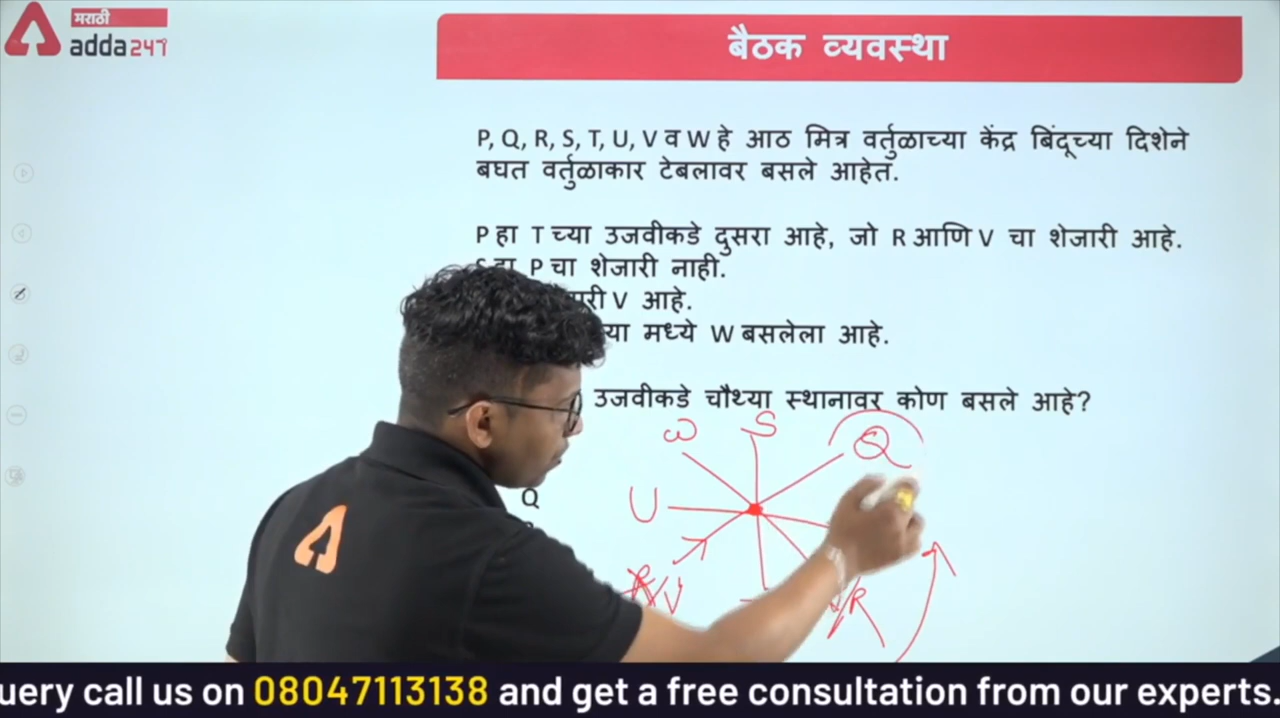 मराठी
adda247
बैठक व्यवस्था
P, Q, R, S, T, U, V व W हे आठ मित्र वर्तुळाच्या केंद्र बिंदूच्या दिशेने
बघत वर्तुळाकार टेबलावर बसले आहेत.
P हा T च्या उजवीकडे दुसरा आहे, जो R आणि V चा शेजारी आहे.
P चा शेजारी नाही.
V आहे.
मध्ये W बसलेला आहे.
उजवीकडे चौथ्या स्थानावर कोण बसले आहे?
W S Q
Q
U
V R
uery call us on 08047113138 and get a free consultation from our experts.